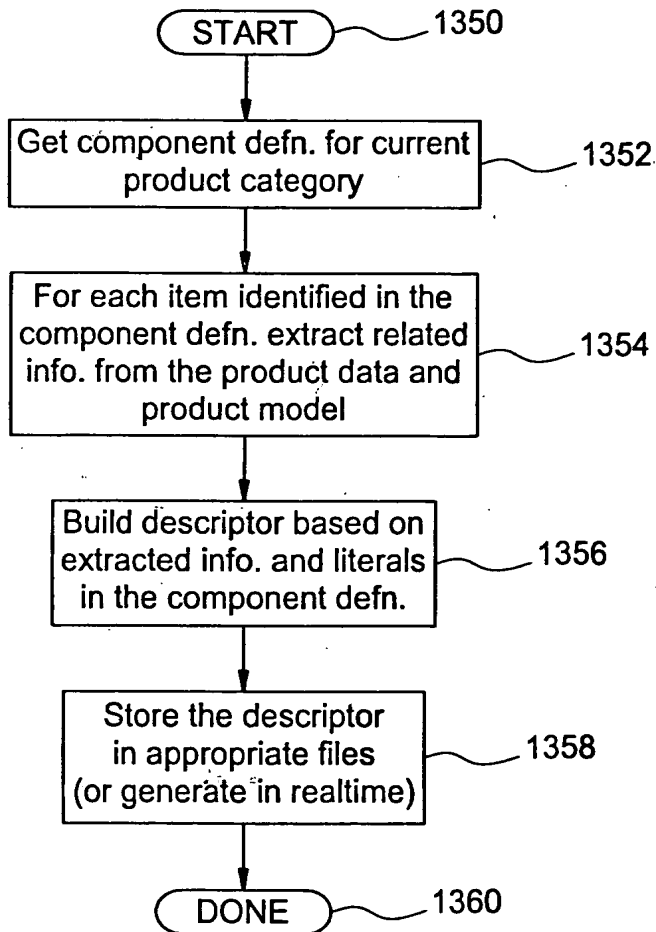 START
1350
Get component defn. for current
product category
1352
For each item identified in the
component defn. extract related
info. from the product data and
product model
1354
Build descriptor based on
extracted info. and literals
in the component defn.
1356
Store the descriptor
in appropriate files
(or generate in realtime)
1358
DONE
1360